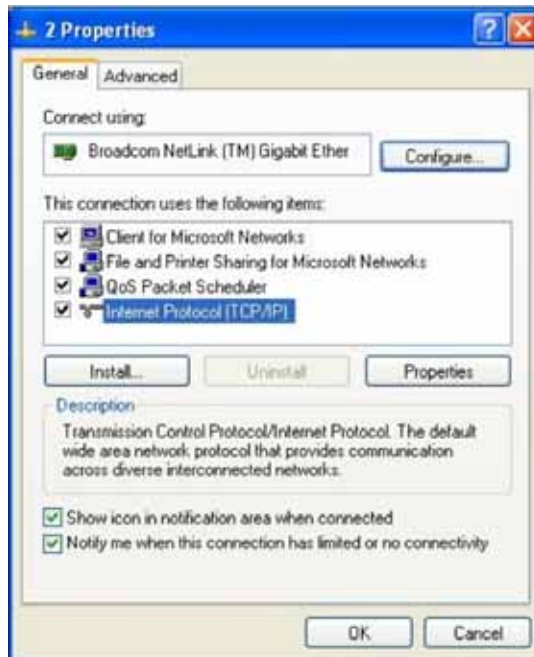 2 Properties
General
Advanced
Connect using:
Broadcom NetLink (TM) Gigabit Ether
Configure...
This connection uses the following items:
Client for Microsoft Networks
File and Printer Sharing for Microsoft Networks
QoS Packet Scheduler
Internet Protocol (TCP/IP)
Install...
Uninstall
Properties
Description
Transmission Control Protocol/Internet Protocol. The default
wide area network protocol that provides communication
across diverse interconnected networks.
Show icon in notification area when connected
Notify me when this connection has limited or no connectivity
OK
Cancel